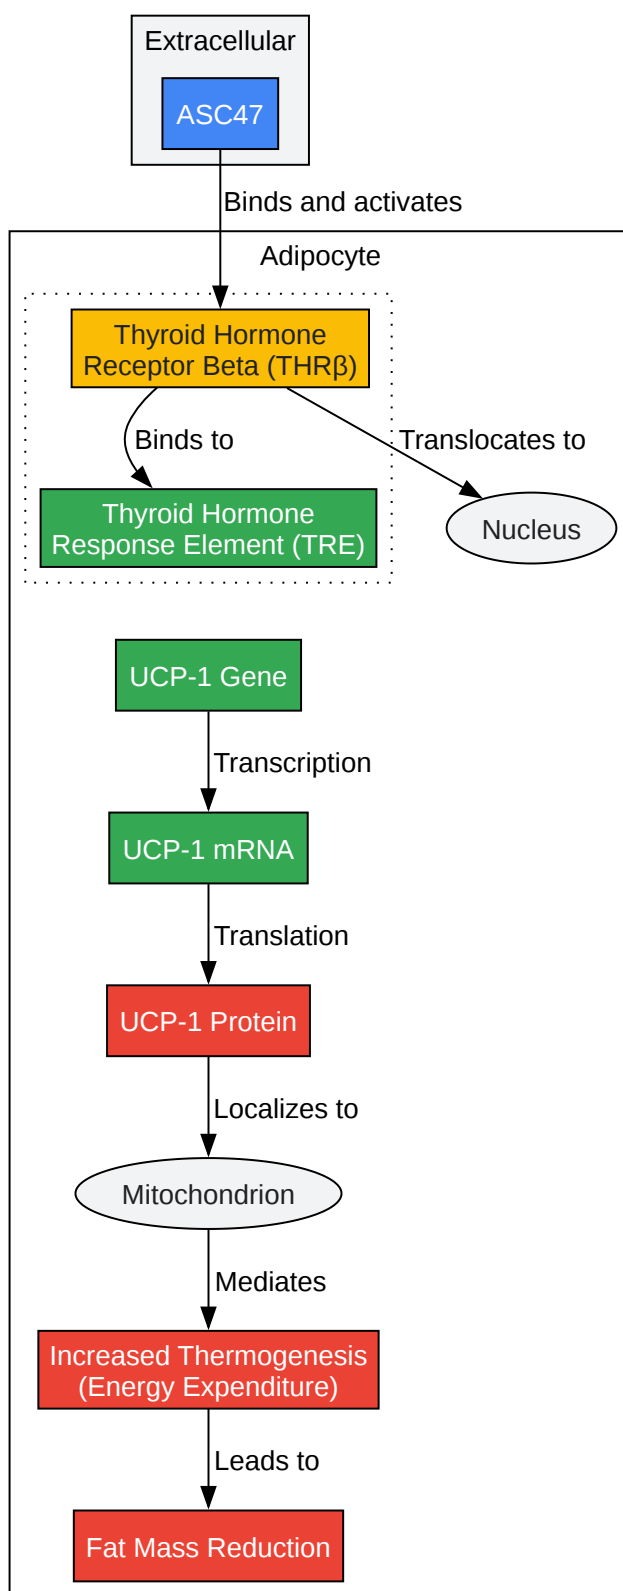 Extracellular
ASC47
Binds and activates
Adipocyte
Thyroid Hormone
Receptor Beta (THRβ)
Binds to
Translocates to
Thyroid Hormone
Response Element (TRE)
Nucleus
UCP-1 Gene
Transcription
UCP-1 mRNA
Translation
UCP-1 Protein
Localizes to
Mitochondrion
Mediates
Increased Thermogenesis
(Energy Expenditure)
Leads to
Fat Mass Reduction